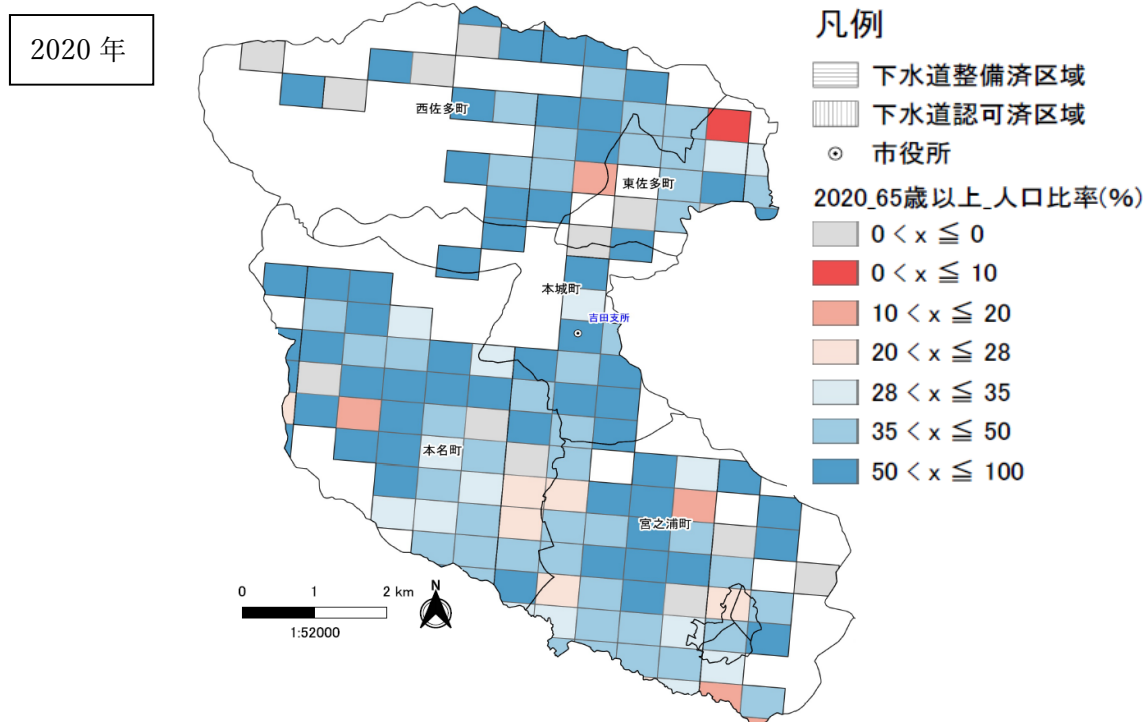 2020 年
凡例
下水道整備済区域
下水道認可済区域
市役所
2020_65歳以上_人口比率(%)
0 < x ≦ 0
0 < x ≦ 10
10 < x ≦ 20
20 < x ≦ 28
28 < x ≦ 35
35 < x ≦ 50
50 < x ≦ 100
西佐多町
東佐多町
本城町
吉田支所
本名町
宮之浦町
0 1 2 km
N
1:52000